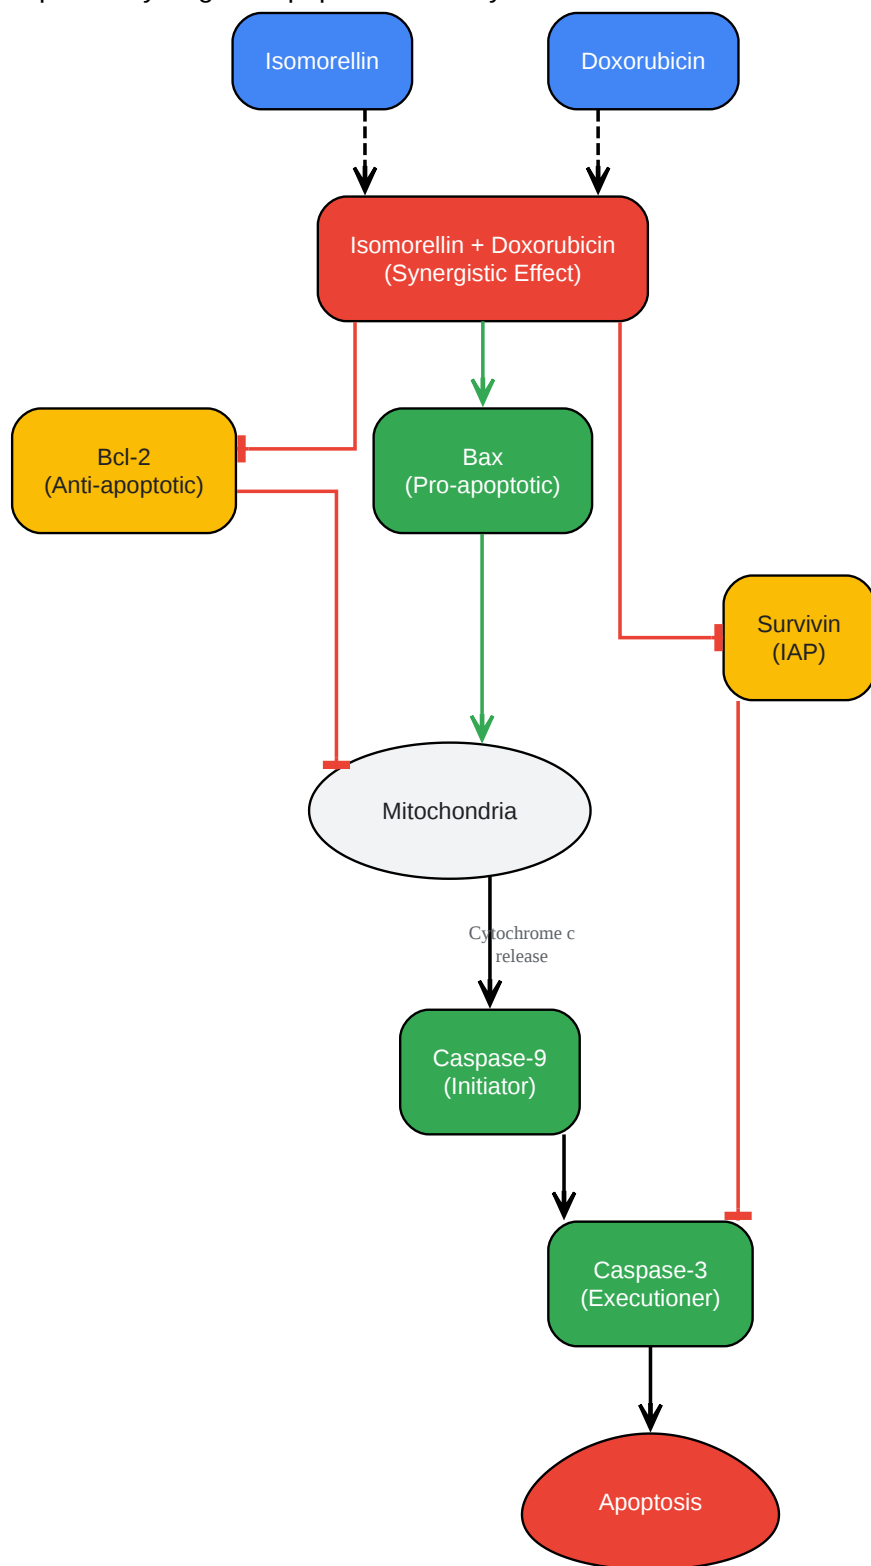 Isomorellin
Doxorubicin
Isomorellin + Doxorubicin
(Synergistic Effect)
Bcl-2
(Anti-apoptotic)
Bax
(Pro-apoptotic)
Survivin
(IAP)
Mitochondria
Cytochrome c
release
Caspase-9
(Initiator)
Caspase-3
(Executioner)
Apoptosis